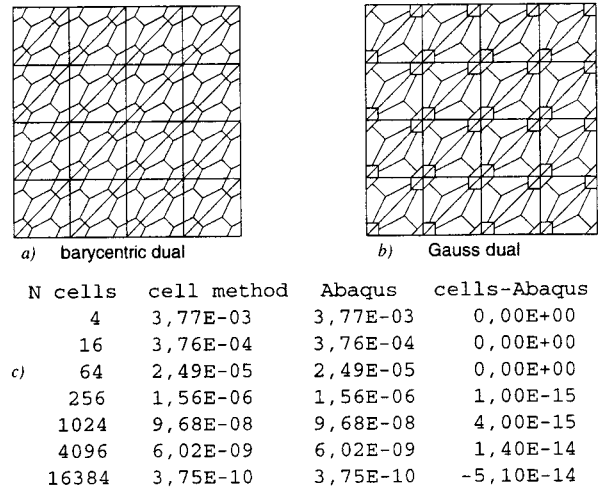 a) barycentric dual
b) Gauss dual
N cells cell method Abaqus cells-Abaqus
4 3,77E-03 3,77E-03 0,00E+00
16 3,76E-04 3,76E-04 0,00E+00
c) 64 2,49E-05 2,49E-05 0,00E+00
256 1,56E-06 1,56E-06 1,00E-15
1024 9,68E-08 9,68E-08 4,00E-15
4096 6,02E-09 6,02E-09 1,40E-14
16384 3,75E-10 3,75E-10 -5,10E-14